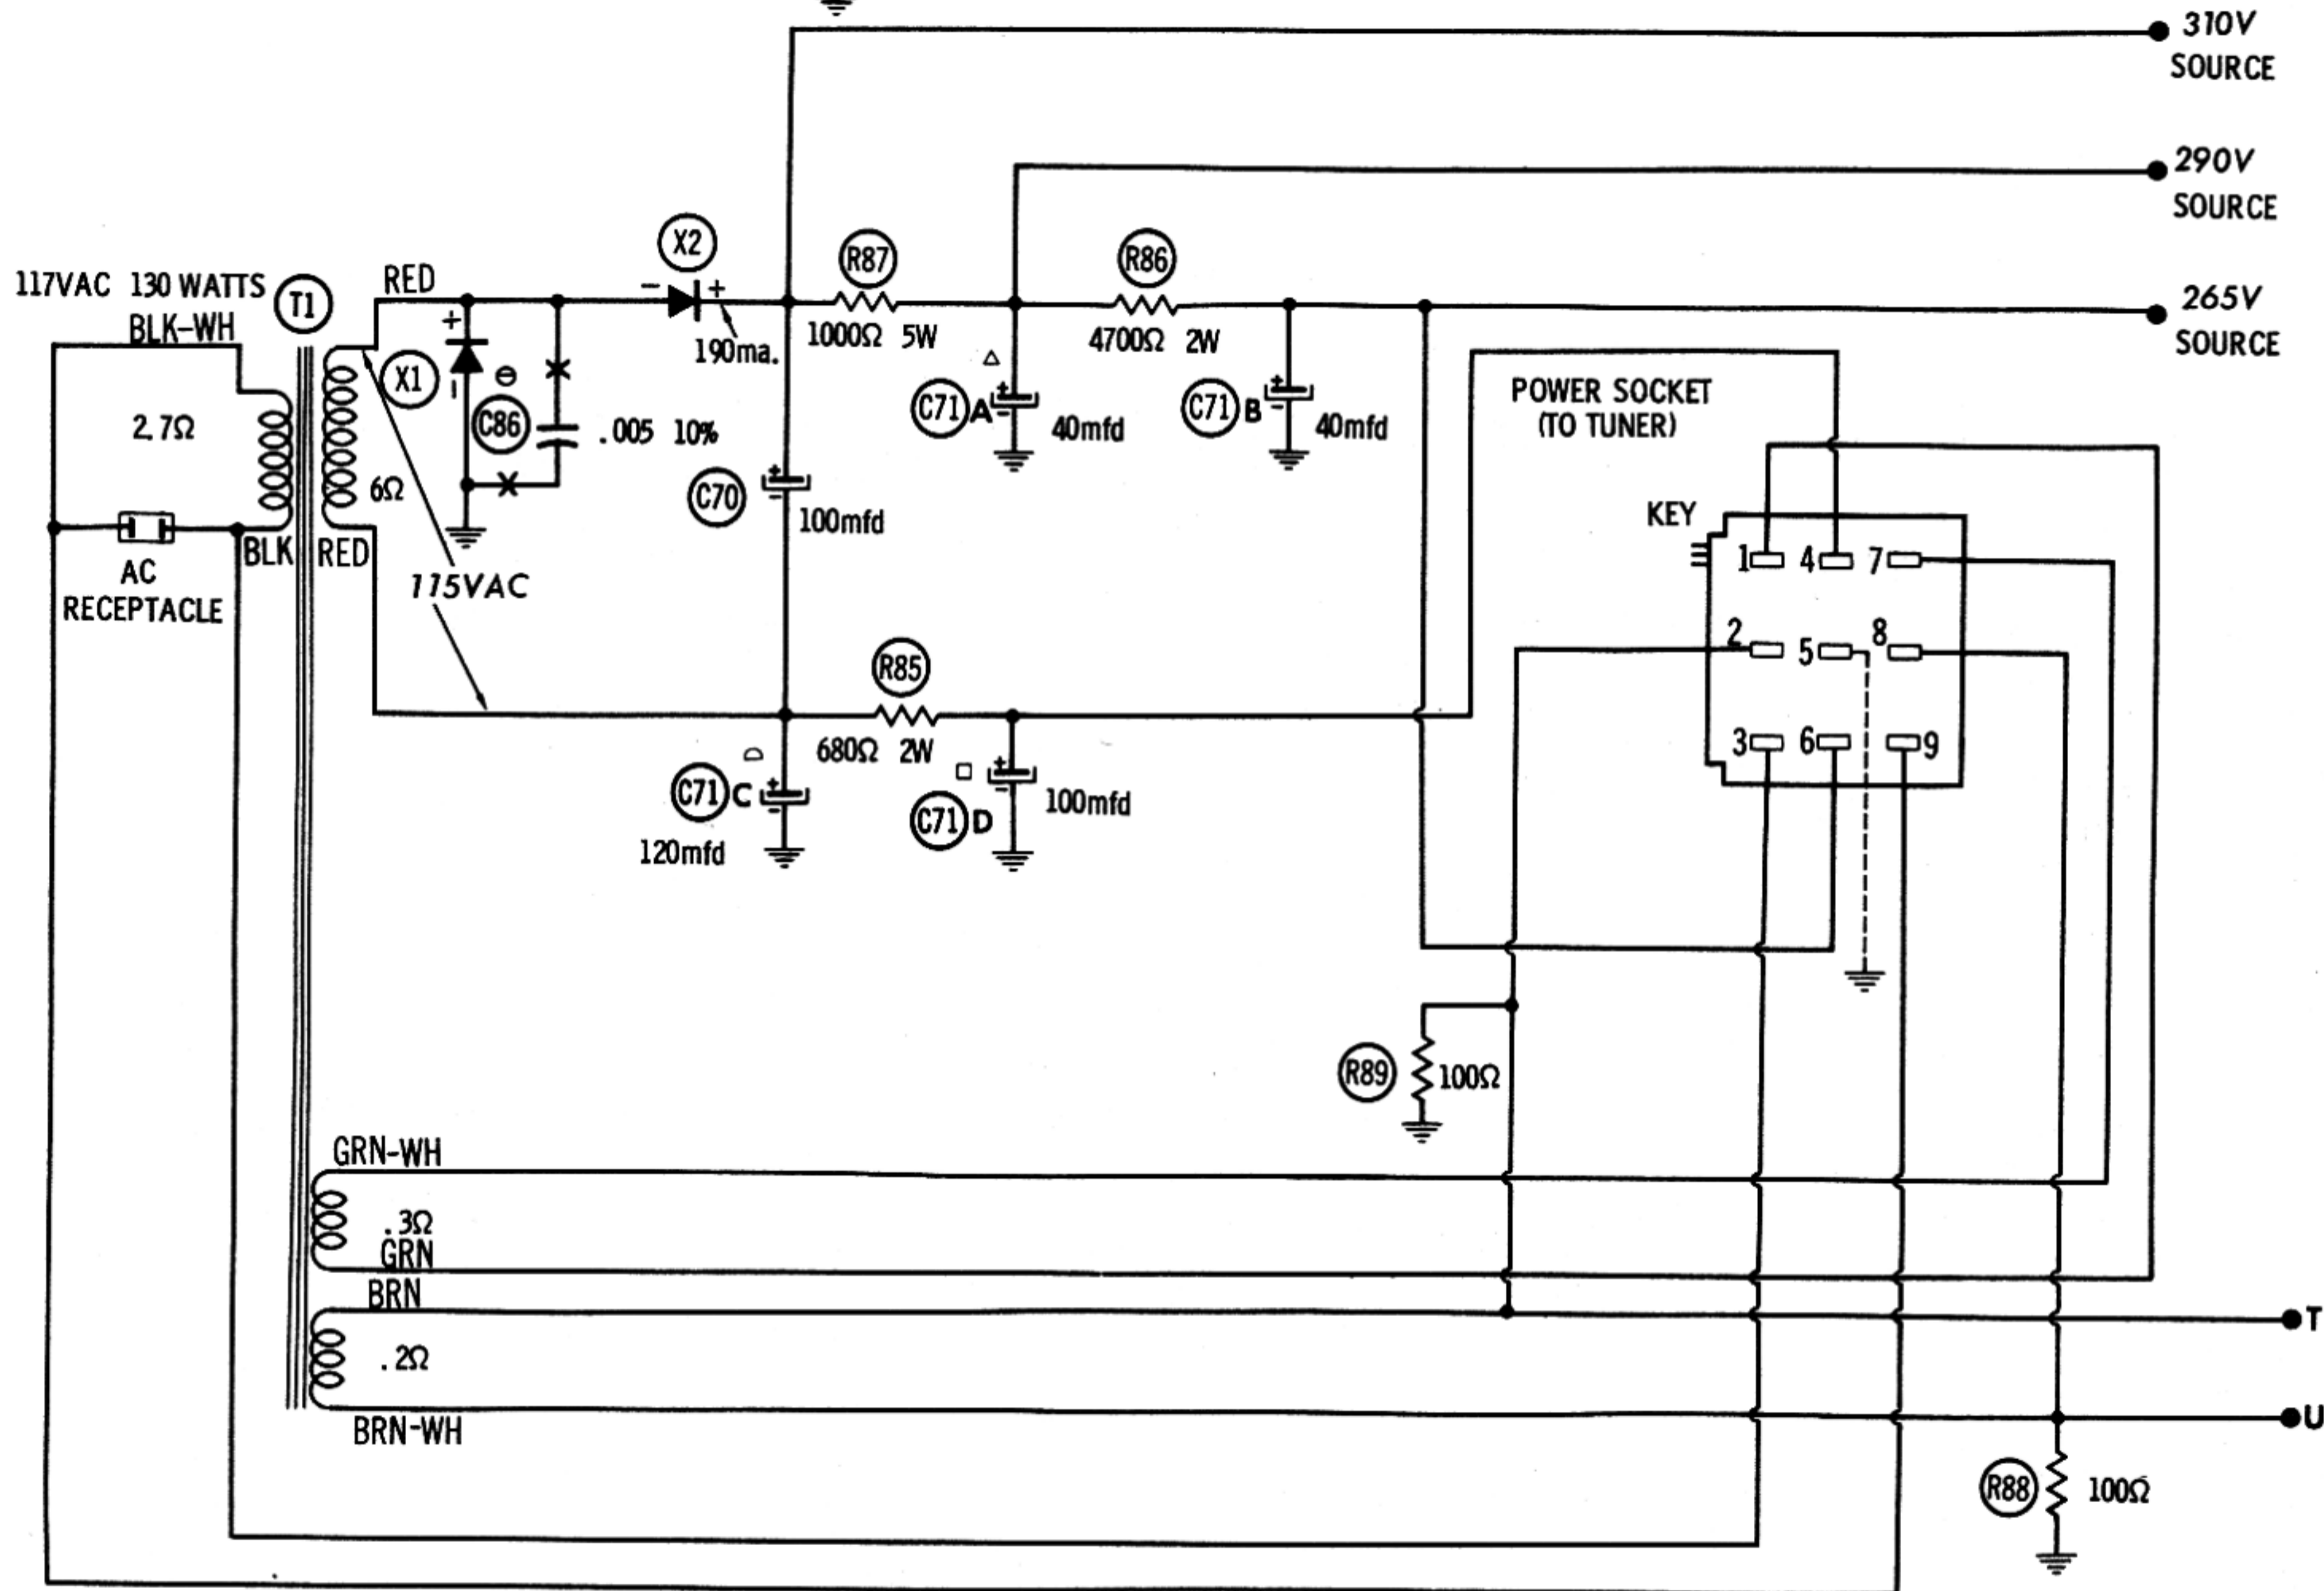 310V
SOURCE
290V
SOURCE
X2
R87
R86
RED
117VAC 130 WATTS
T1
265V
SOURCE
BLK-WH
- +
190ma.
1000Ω 5W
4700Ω 2W
+
X1
-
C86
.005 10%
2.7Ω
6Ω
C71 A
+
-
40mfd
C71 B
+
-
40mfd
POWER SOCKET
(TO TUNER)
C70
+
-
100mfd
KEY
BLK
RED
AC
RECEPTACLE
115VAC
1 4 7
2 5 8
3 6 9
R85
680Ω 2W
C71 C
+
-
120mfd
C71 D
+
-
100mfd
R89
100Ω
GRN-WH
.3Ω
GRN
BRN
T
.2Ω
BRN-WH
U
R88
100Ω